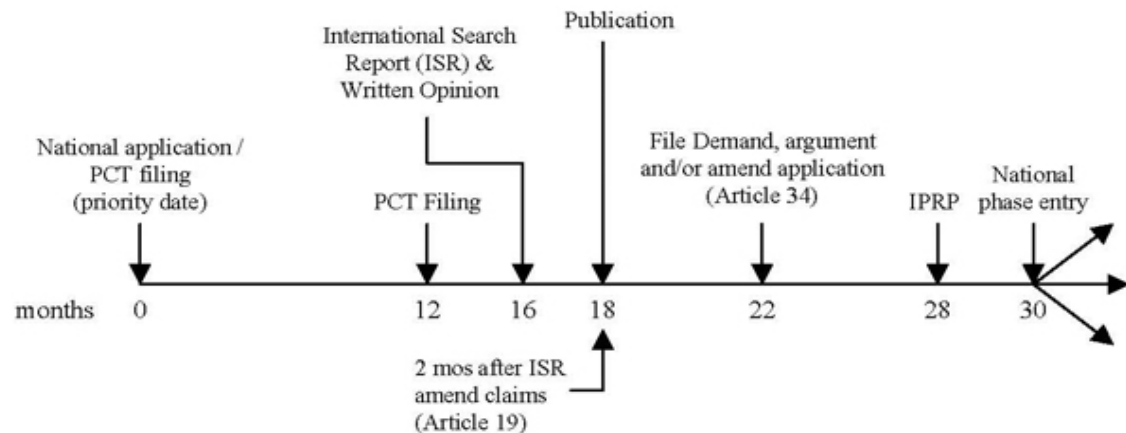 Publication
International Search
Report (ISR) &
Written Opinion
National application /
PCT filing
(priority date)
PCT Filing
File Demand, argument
and/or amend application
(Article 34)
IPRP
National
phase entry
months 0 12 16 18 22 28 30
2 mos after ISR
amend claims
(Article 19)